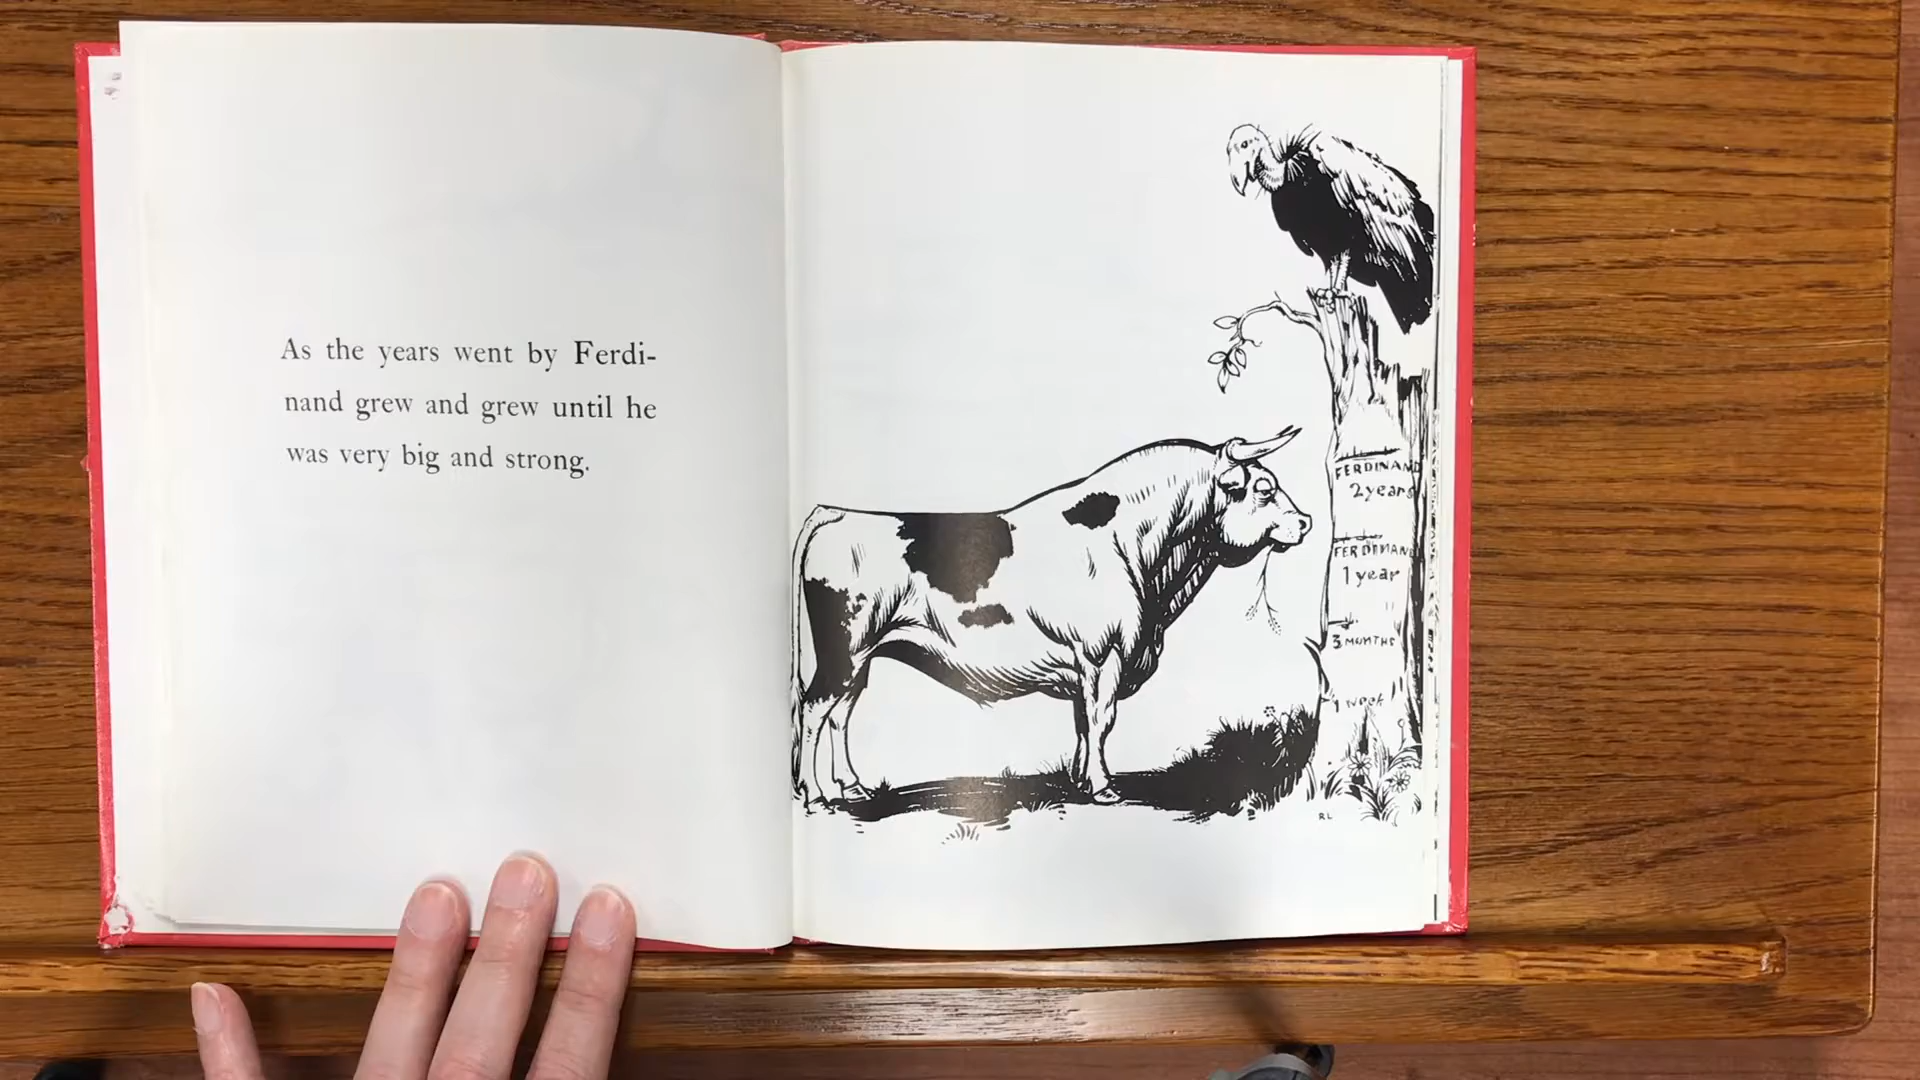 As the years went by Ferdi-
nand grew and grew until he
was very big and strong.
FERDINAND
2 years
FERDINAND
1 year
3 MONTHS
1 week
RL